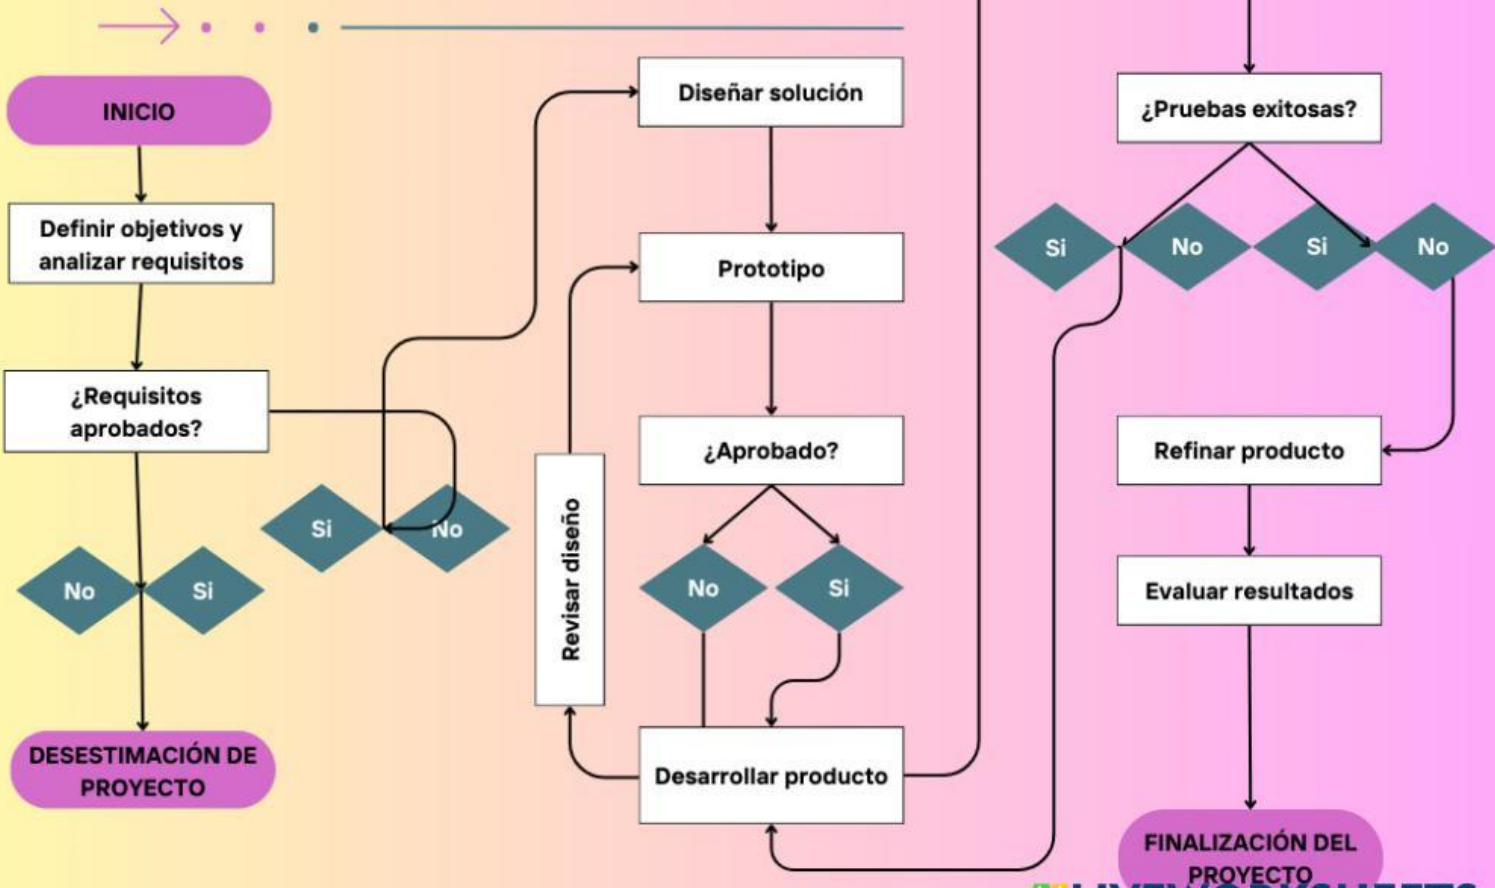 INICIO
Definir objetivos y
analizar requisitos
¿Requisitos
aprobados?
No
Si
DESESTIMACIÓN DE
PROYECTO
Si
No
Diseñar solución
Prototipo
¿Aprobado?
No
Si
Revisar diseño
Desarrollar producto
¿Pruebas exitosas?
Si
No
Si
No
Refinar producto
Evaluar resultados
FINALIZACIÓN DEL
PROYECTO
LIVEWORKSHEETS